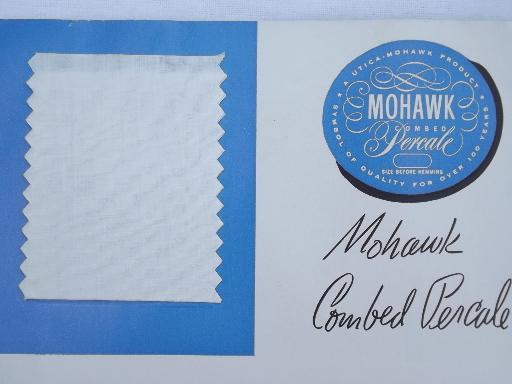 ★ A UTICA-MOHAWK PRODUCT ★
MOHAWK
COMBED
Percale
SIZE BEFORE HEMMING
SYMBOL OF QUALITY FOR OVER 100 YEARS
Mohawk
Combed Percale